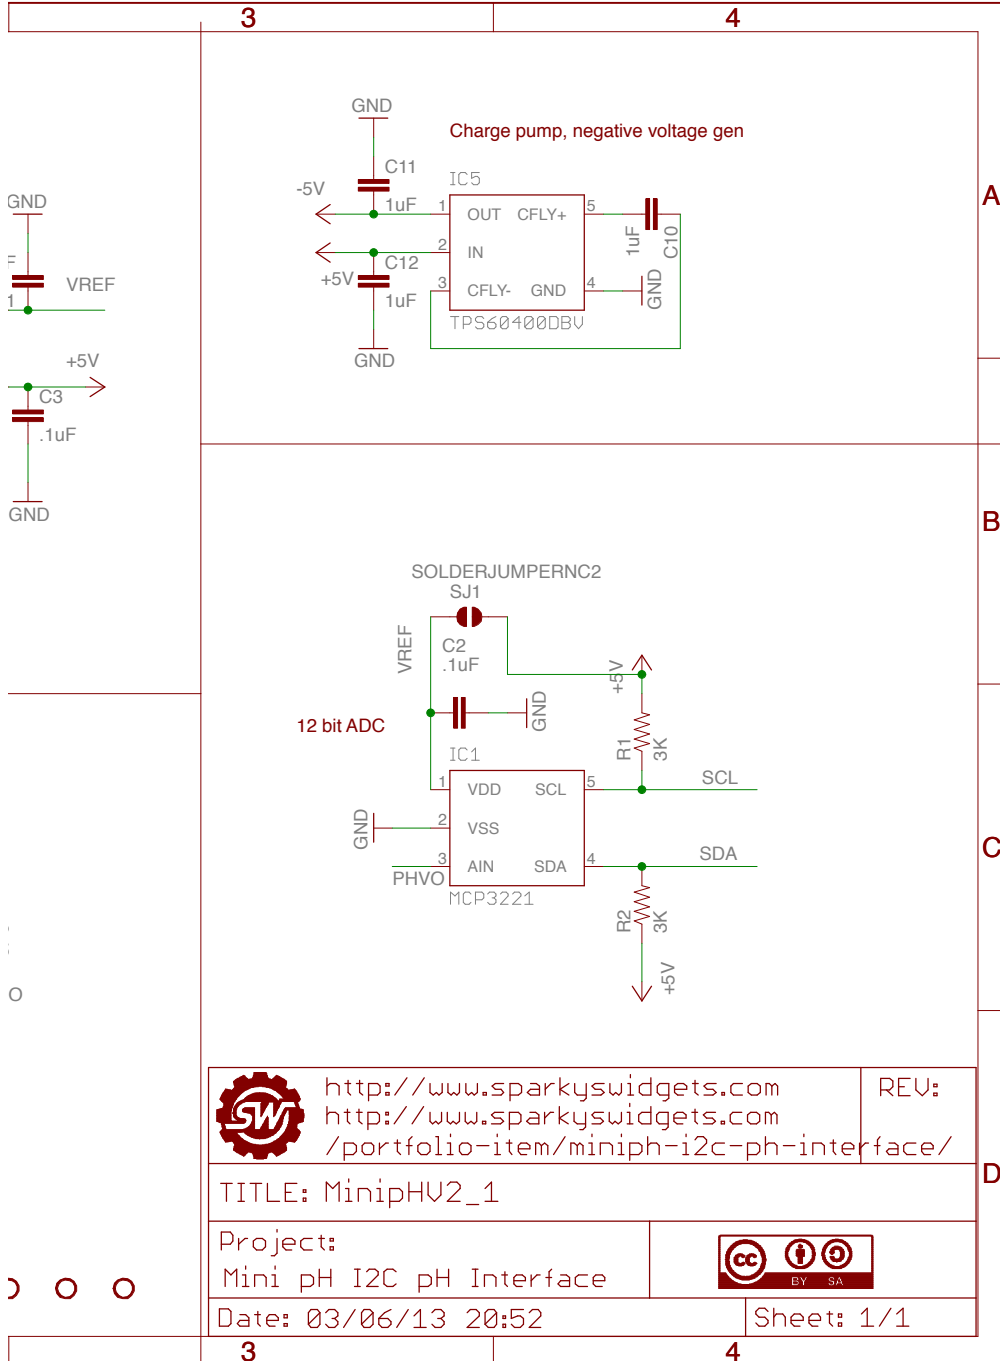 3
4
GND
Charge pump, negative voltage gen
C11
IC5
-5V
1uF
1
OUT
CFLY+
5
1uF
C10
A
GND
F
VREF
1
+5V
C12
1uF
2
IN
3
CFLY-
GND
4
GND
TPS60400DBV
GND
+5V
C3
.1uF
GND
B
SOLDERJUMPERNC2
SJ1
VREF
C2
.1uF
+5V
GND
12 bit ADC
R1
3K
IC1
1
VDD
SCL
5
SCL
GND
2
VSS
3
AIN
SDA
4
SDA
PHVO
MCP3221
C
R2
3K
+5V
O
SW
http://www.sparkyswidgets.com
REV:
http://www.sparkyswidgets.com
/portfolio-item/miniph-i2c-ph-interface/
D
TITLE: MinipHV2_1
Project:
Mini pH I2C pH Interface
cc
BY SA
Date: 03/06/13 20:52
Sheet: 1/1
3
4